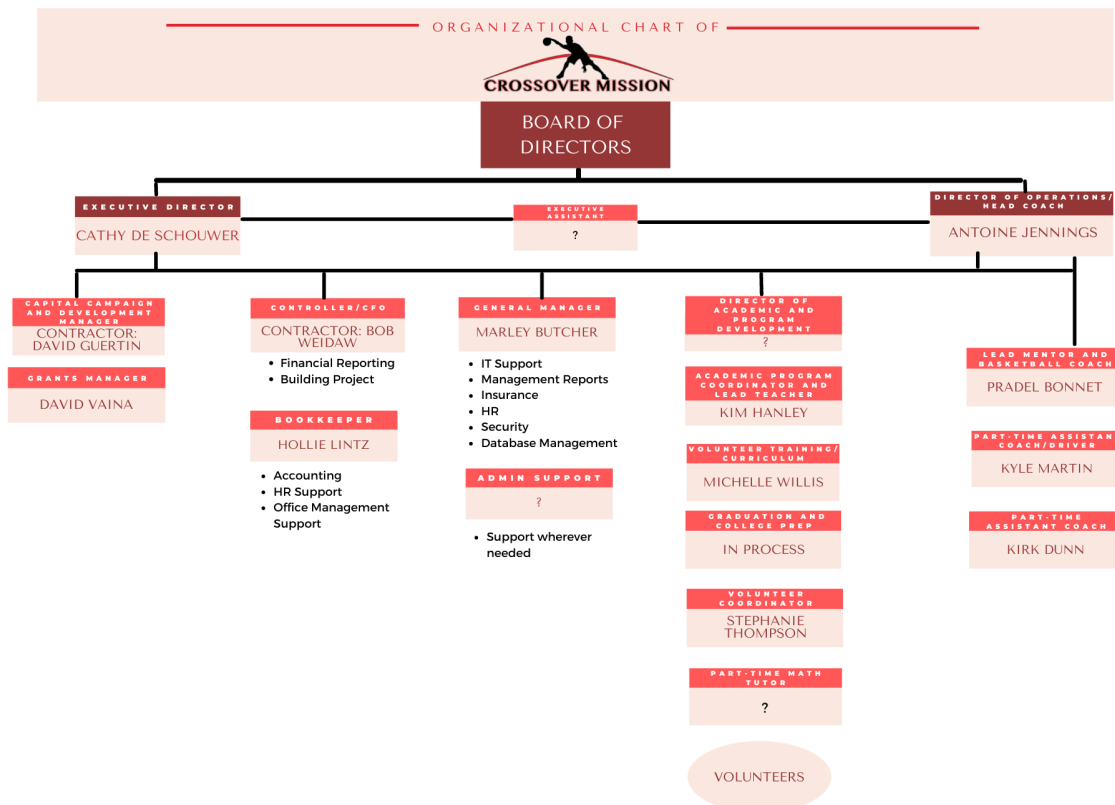 ORGANIZATIONAL CHART OF
CROSSOVER MISSION
BOARD OF
DIRECTORS
EXECUTIVE DIRECTOR
CATHY DE SCHOUWER
EXECUTIVE
ASSISTANT
?
DIRECTOR OF OPERATIONS/
HEAD COACH
ANTOINE JENNINGS
CAPITAL CAMPAIGN
AND DEVELOPMENT
MANAGER
CONTRACTOR:
DAVID GUERTIN
GRANTS MANAGER
DAVID VAINA
CONTROLLER/CFO
CONTRACTOR: BOB
WEIDAW
• Financial Reporting
• Building Project
BOOKKEEPER
HOLLIE LINTZ
• Accounting
• HR Support
• Office Management
Support
GENERAL MANAGER
MARLEY BUTCHER
• IT Support
• Management Reports
• Insurance
• HR
• Security
• Database Management
ADMIN SUPPORT
?
• Support wherever
needed
DIRECTOR OF
ACADEMIC AND
PROGRAM
DEVELOPMENT
?
ACADEMIC PROGRAM
COORDINATOR AND
LEAD TEACHER
KIM HANLEY
VOLUNTEER TRAINING/
CURRICULUM
MICHELLE WILLIS
GRADUATION AND
COLLEGE PREP
IN PROCESS
VOLUNTEER
COORDINATOR
STEPHANIE
THOMPSON
PART-TIME MATH
TUTOR
?
VOLUNTEERS
LEAD MENTOR AND
BASKETBALL COACH
PRADEL BONNET
PART-TIME ASSISTAN
COACH/DRIVER
KYLE MARTIN
PART-TIME
ASSISTANT COACH
KIRK DUNN